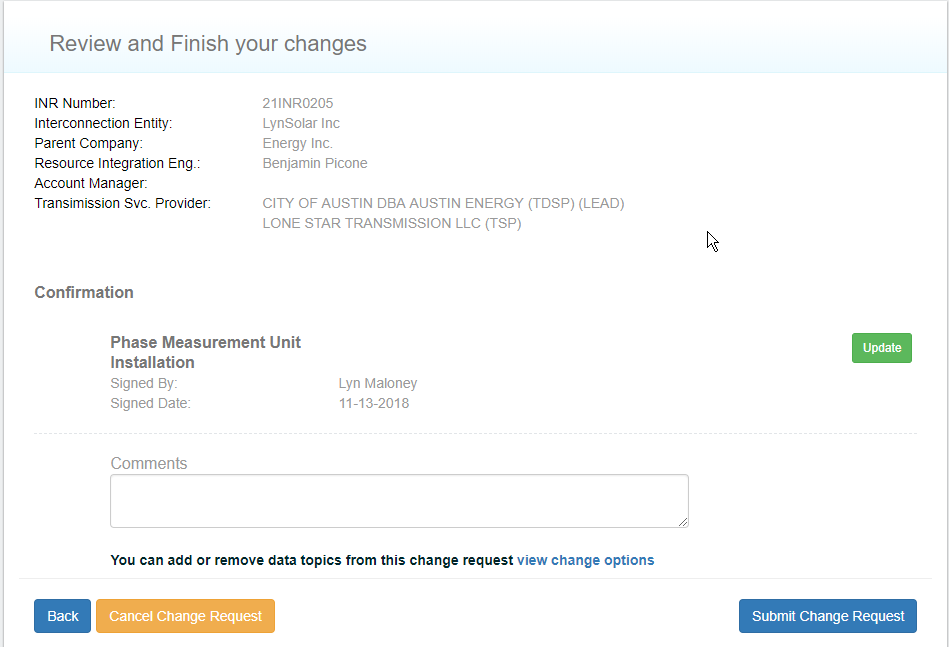 Review and Finish your changes
INR Number: 21INR0205
Interconnection Entity: LynSolar Inc
Parent Company: Energy Inc.
Resource Integration Eng.: Benjamin Picone
Account Manager:
Transimission Svc. Provider: CITY OF AUSTIN DBA AUSTIN ENERGY (TDSP) (LEAD)
LONE STAR TRANSMISSION LLC (TSP)
Confirmation
Phase Measurement Unit
Installation
Update
Signed By: Lyn Maloney
Signed Date: 11-13-2018
Comments
You can add or remove data topics from this change request view change options
Back Cancel Change Request Submit Change Request